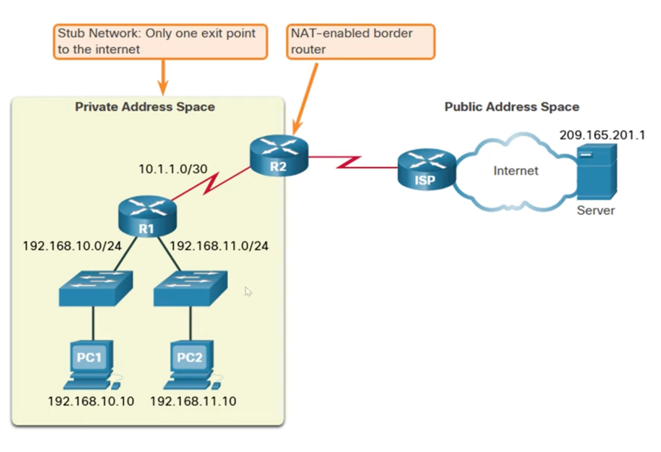 Stub Network: Only one exit point
to the internet
NAT-enabled border
router
Private Address Space
Public Address Space
209.165.201.1
10.1.1.0/30
R2
ISP
Internet
Server
R1
192.168.10.0/24
192.168.11.0/24
PC1
PC2
192.168.10.10
192.168.11.10